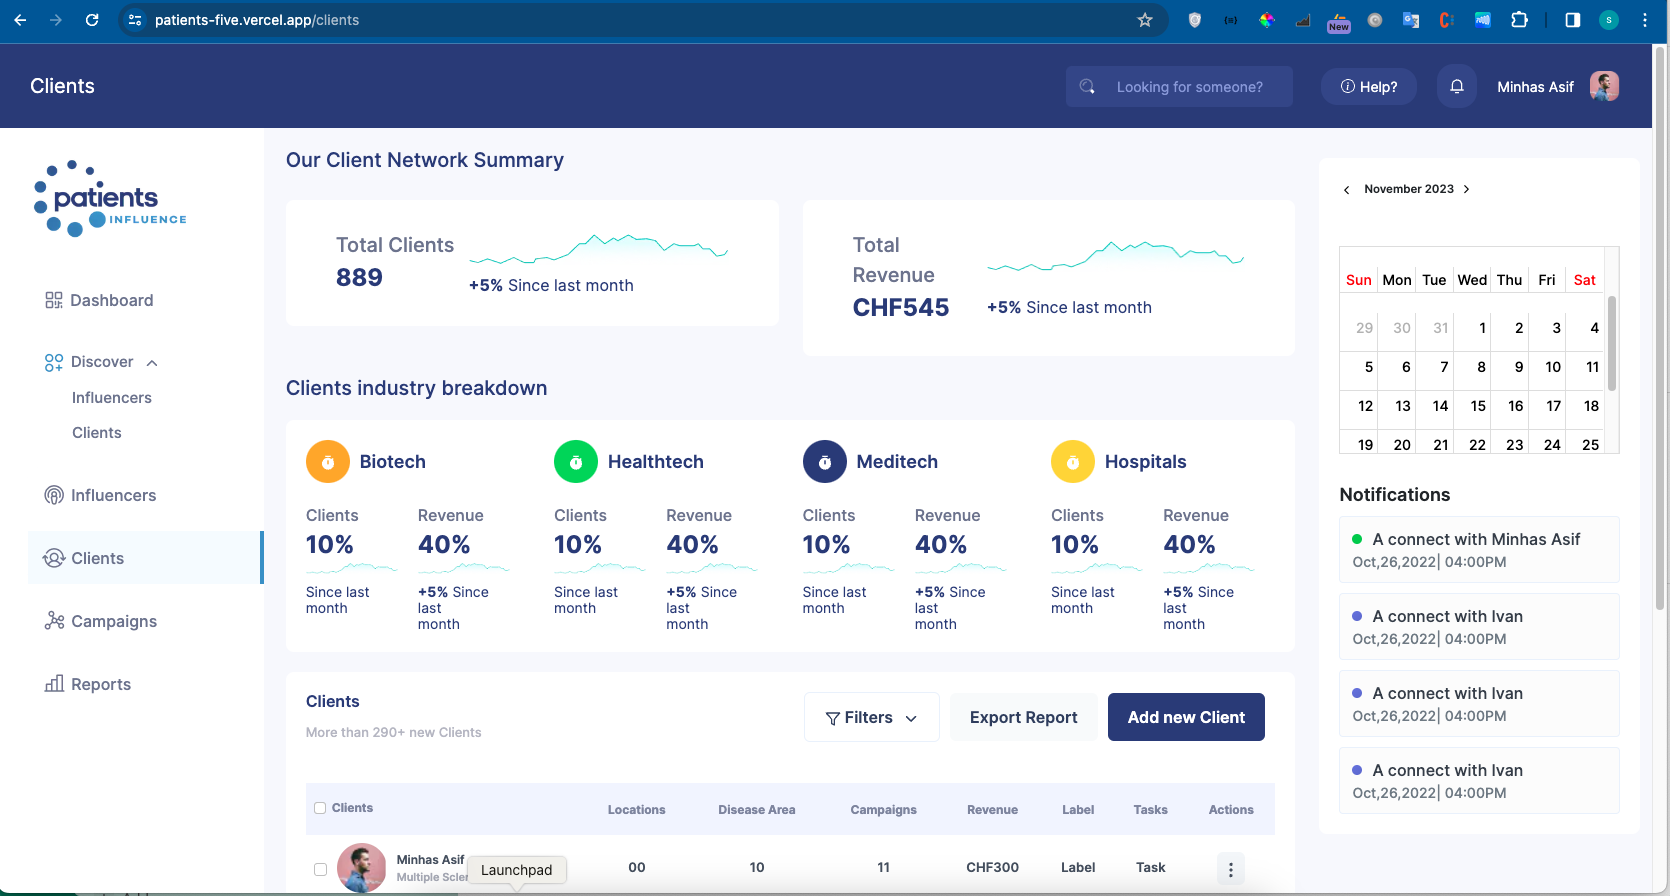 patients-five.vercel.app/clients
New
S
Clients
Looking for someone?
Help?
Minhas Asif
patients
INFLUENCE
Dashboard
Discover
Influencers
Clients
Influencers
Clients
Campaigns
Reports
Our Client Network Summary
Total Clients
889
+5% Since last month
Total
Revenue
CHF545
+5% Since last month
Clients industry breakdown
Biotech
Clients
10%
Since last
month
Revenue
40%
+5% Since
last
month
Healthtech
Clients
10%
Since last
month
Revenue
40%
+5% Since
last
month
Meditech
Clients
10%
Since last
month
Revenue
40%
+5% Since
last
month
Hospitals
Clients
10%
Since last
month
Revenue
40%
+5% Since
last
month
Clients
More than 290+ new Clients
Filters
Export Report
Add new Client
Clients Locations Disease Area Campaigns Revenue Label Tasks Actions
Minhas Asif 00 10 11 CHF300 Label Task
Multiple
Launchpad
November 2023
Sun Mon Tue Wed Thu Fri Sat
29 30 31 1 2 3 4
5 6 7 8 9 10 11
12 13 14 15 16 17 18
19 20 21 22 23 24 25
Notifications
A connect with Minhas Asif
Oct,26,2022| 04:00PM
A connect with Ivan
Oct,26,2022| 04:00PM
A connect with Ivan
Oct,26,2022| 04:00PM
A connect with Ivan
Oct,26,2022| 04:00PM